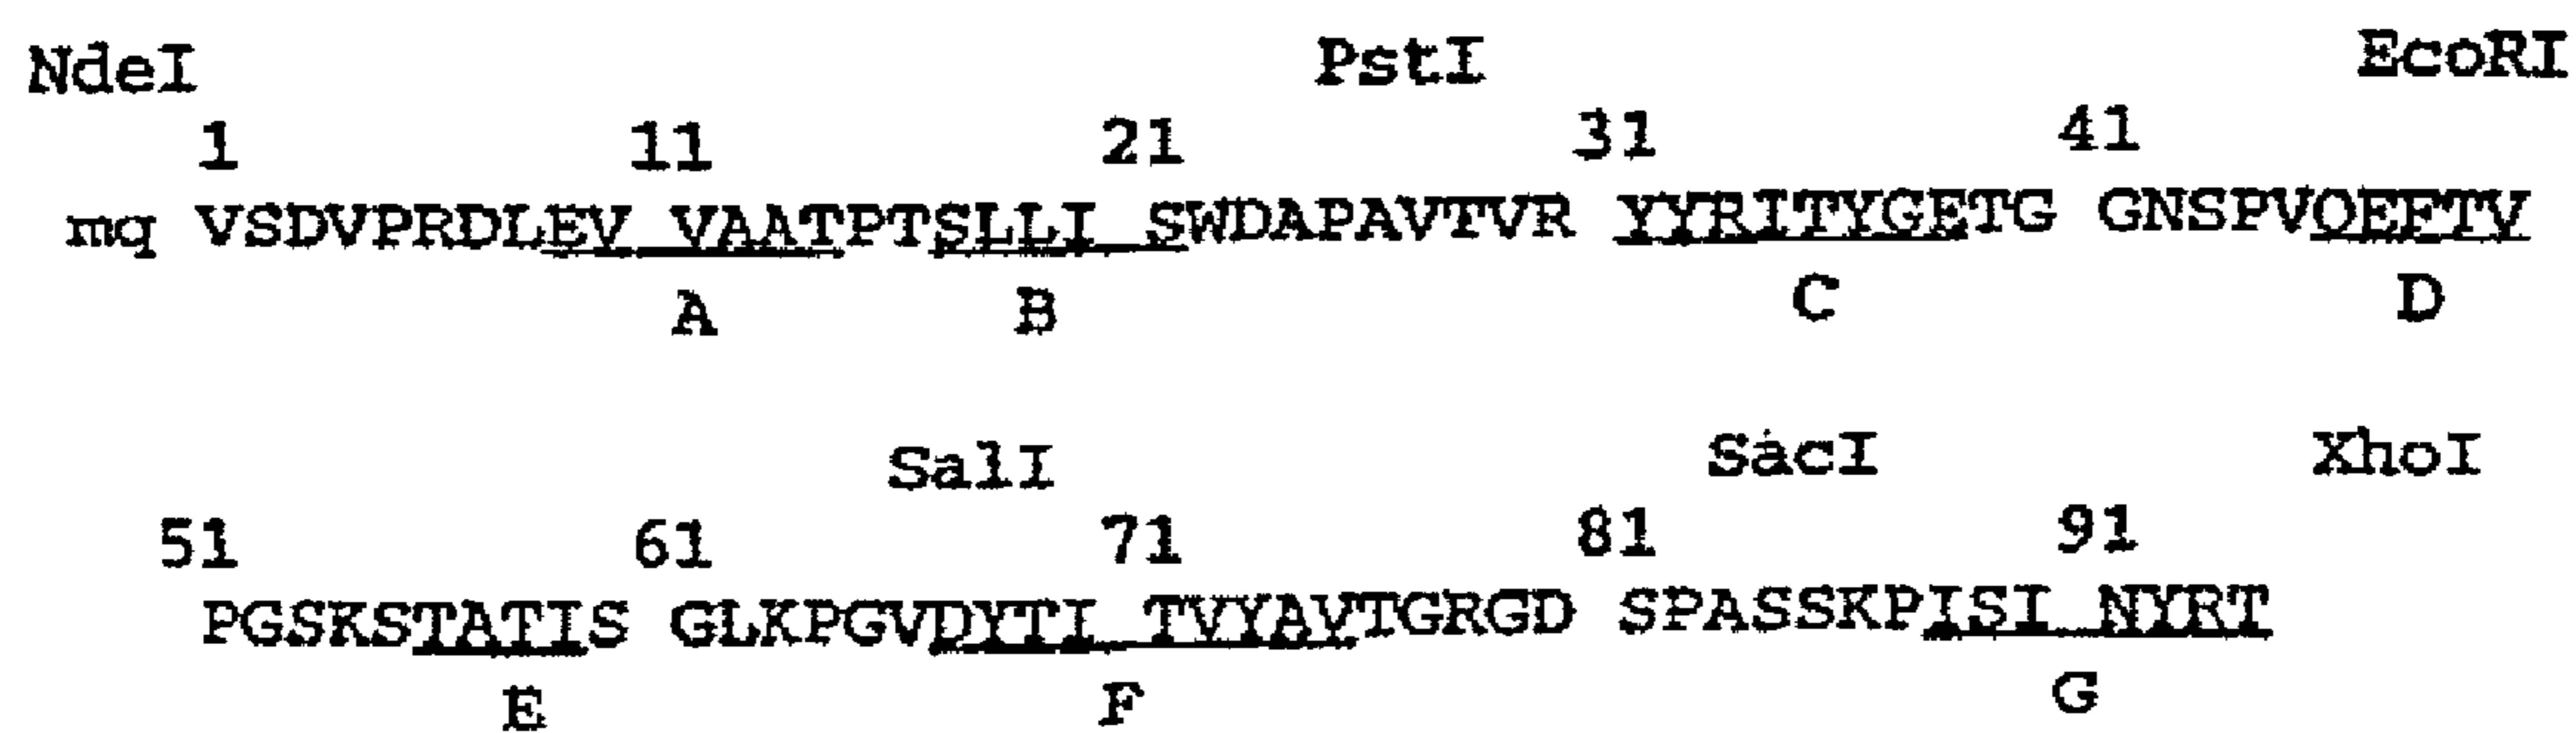 NdeI PstI EcoRI
1 11 21 31 41
mq VSDVPRDLEV VAATPTSLLI SWDAPAVTVR YYRITYGETG GNSPVQEFTV
A B C D
SalI SacI XhoI
51 61 71 81 91
PGSKSTATIS GLKPGVDYTI TVYAVTGRGD SPASSKPISI NYRT
E F G